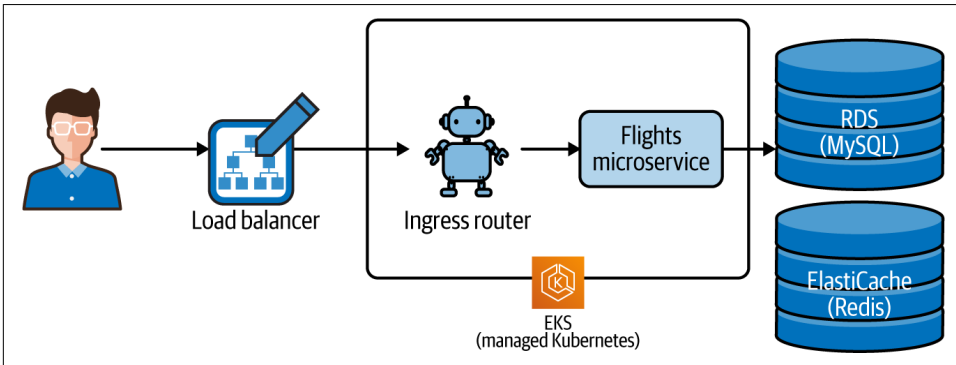 Load balancer
Ingress router
Flights
microservice
RDS
(MySQL)
ElastiCache
(Redis)
K
EKS
(managed Kubernetes)